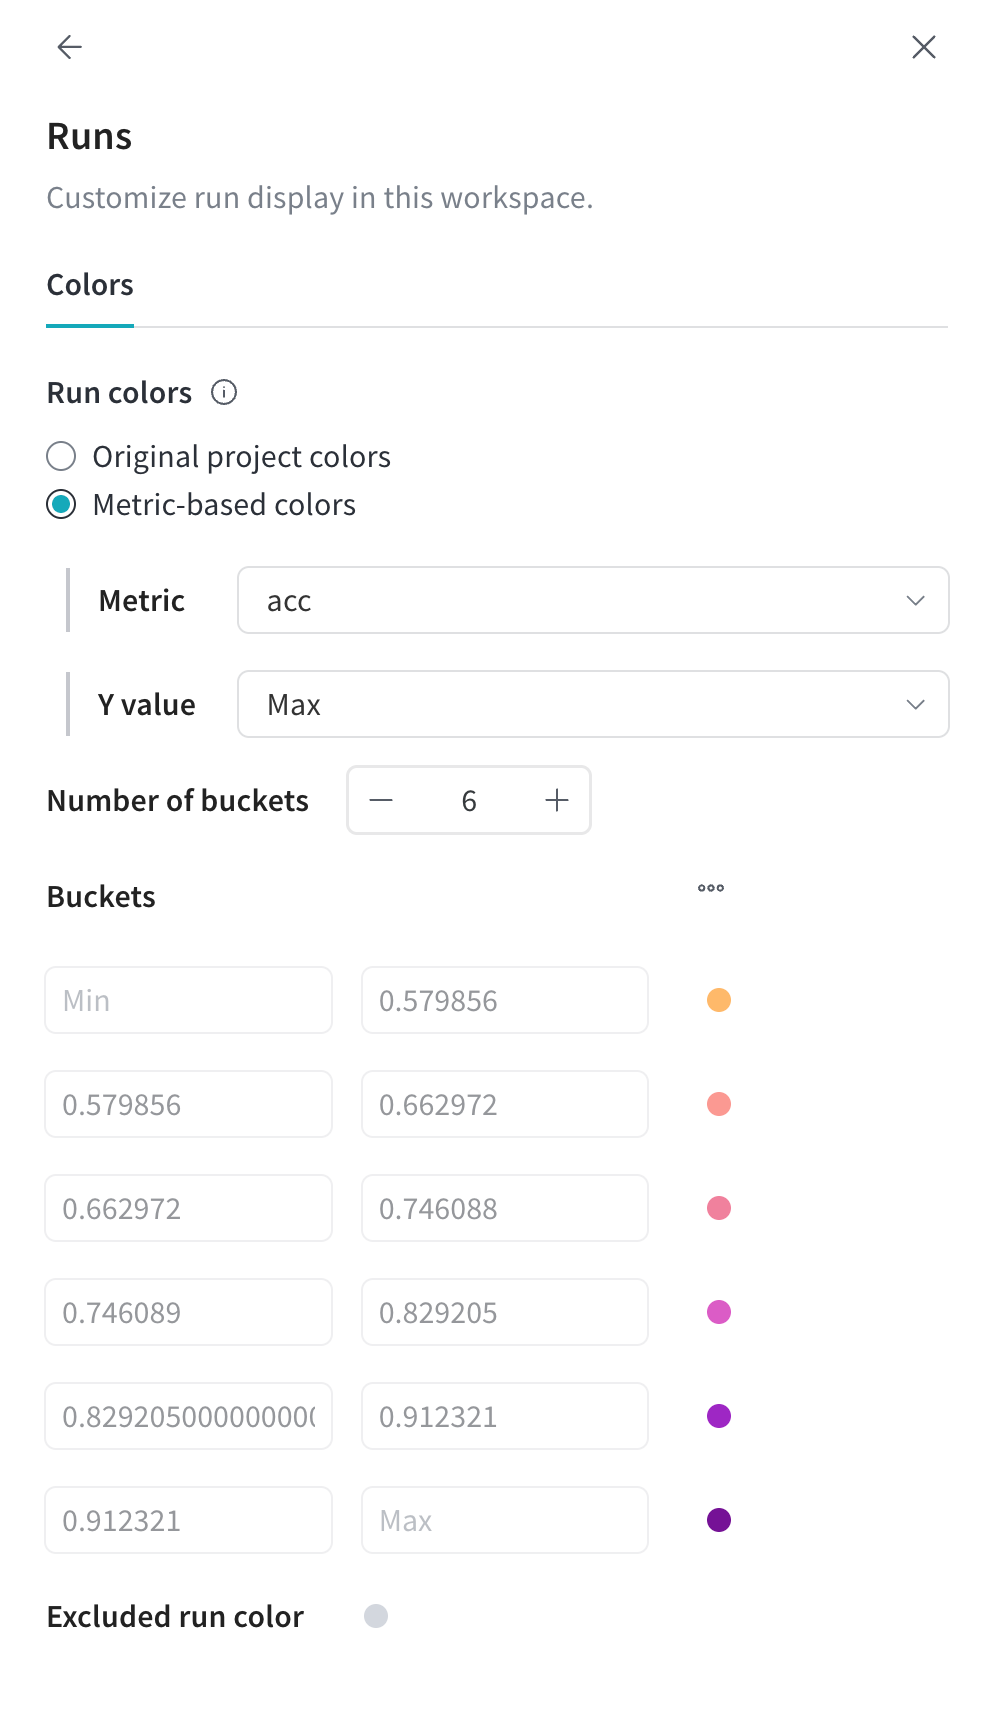 Runs
Customize run display in this workspace.
Colors
Run colors
Original project colors
Metric-based colors
Metric acc
Y value Max
Number of buckets 6
Buckets
Min 0.579856
0.579856 0.662972
0.662972 0.746088
0.746089 0.829205
0.829205000000000 0.912321
0.912321 Max
Excluded run color